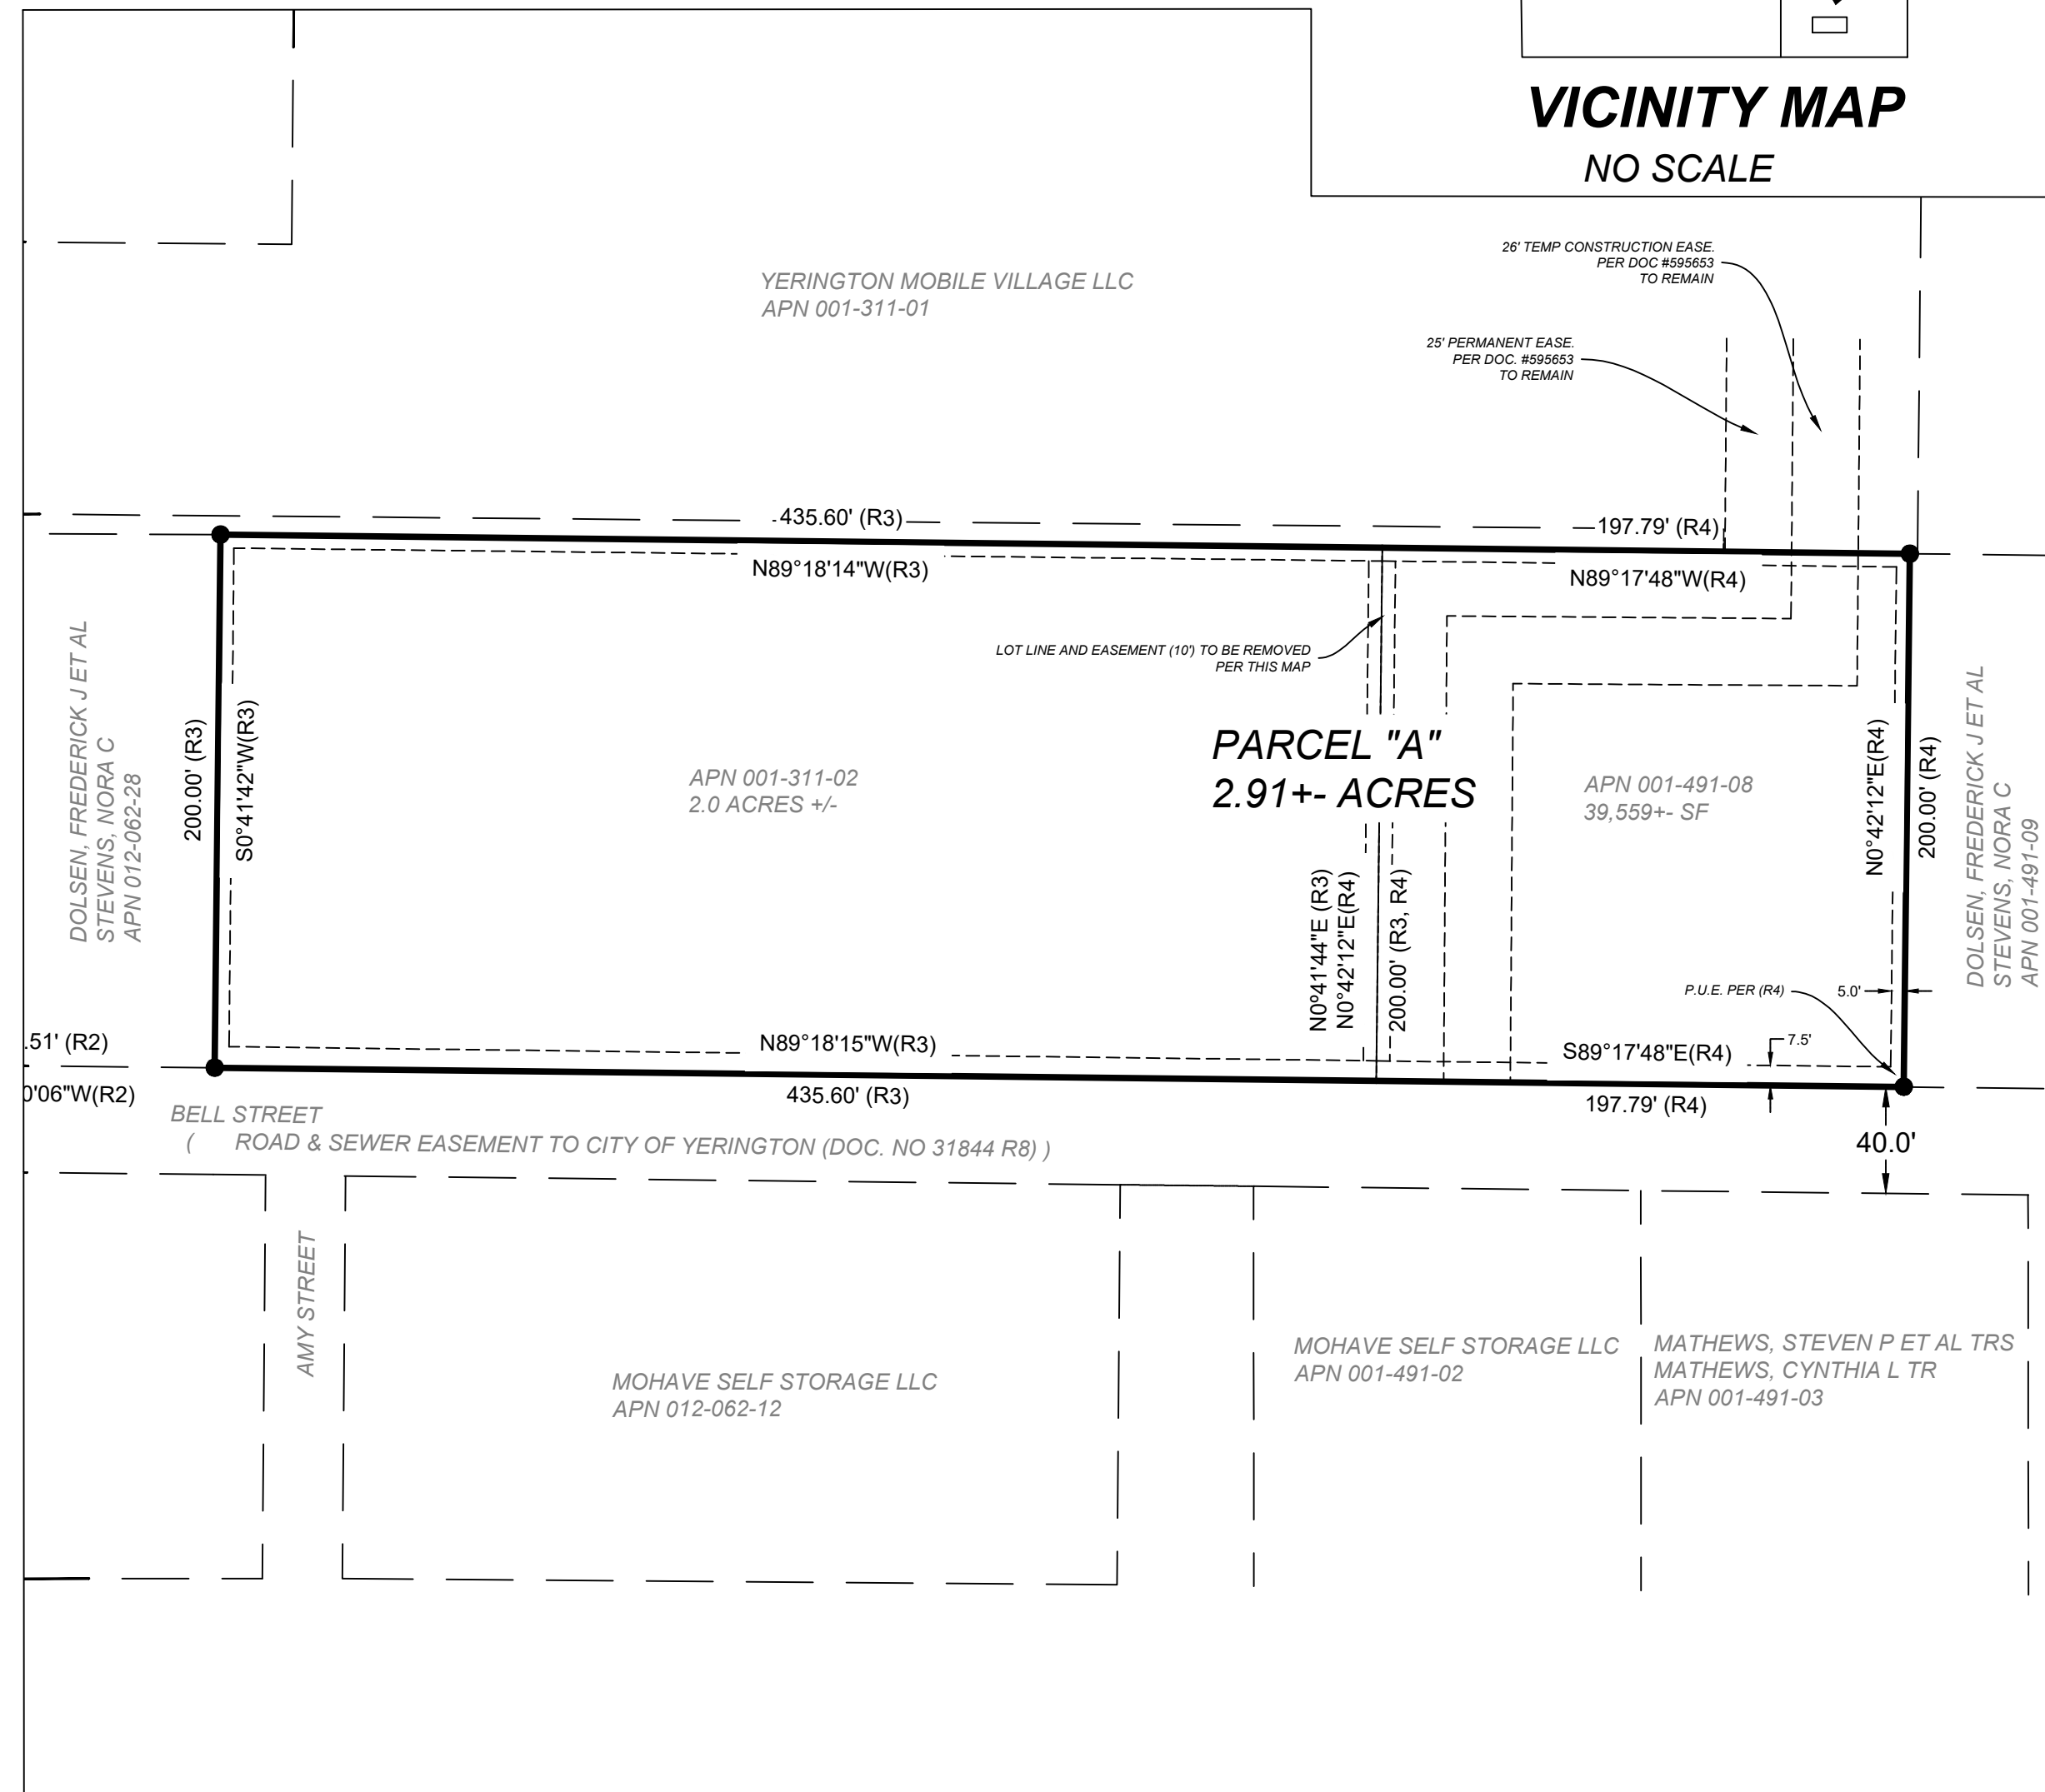 VICINITY MAP
NO SCALE
26' TEMP CONSTRUCTION EASE.
PER DOC #595653
TO REMAIN
YERINGTON MOBILE VILLAGE LLC
APN 001-311-01
25' PERMANENT EASE.
PER DOC. #595653
TO REMAIN
435.60' (R3)
197.79' (R4)
N89°18'14"W(R3)
N89°17'48"W(R4)
LOT LINE AND EASEMENT (10') TO BE REMOVED
PER THIS MAP
DOLSEN, FREDERICK J ET AL
STEVENS, NORA C
APN 012-062-28
200.00' (R3)
S0°41'42"W(R3)
APN 001-311-02
2.0 ACRES +/-
PARCEL "A"
2.91+- ACRES
APN 001-491-08
39,559+- SF
N0°42'12"E(R4)
200.00' (R4)
DOLSEN, FREDERICK J ET AL
STEVENS, NORA C
APN 001-491-09
N0°41'44"E (R3)
N0°42'12"E(R4)
200.00' (R3, R4)
P.U.E. PER (R4)
5.0'
7.5'
.51' (R2)
0'06"W(R2)
N89°18'15"W(R3)
S89°17'48"E(R4)
435.60' (R3)
197.79' (R4)
BELL STREET
( ROAD & SEWER EASEMENT TO CITY OF YERINGTON (DOC. NO 31844 R8) )
40.0'
AMY STREET
MOHAVE SELF STORAGE LLC
APN 012-062-12
MOHAVE SELF STORAGE LLC
APN 001-491-02
MATHEWS, STEVEN P ET AL TRS
MATHEWS, CYNTHIA L TR
APN 001-491-03